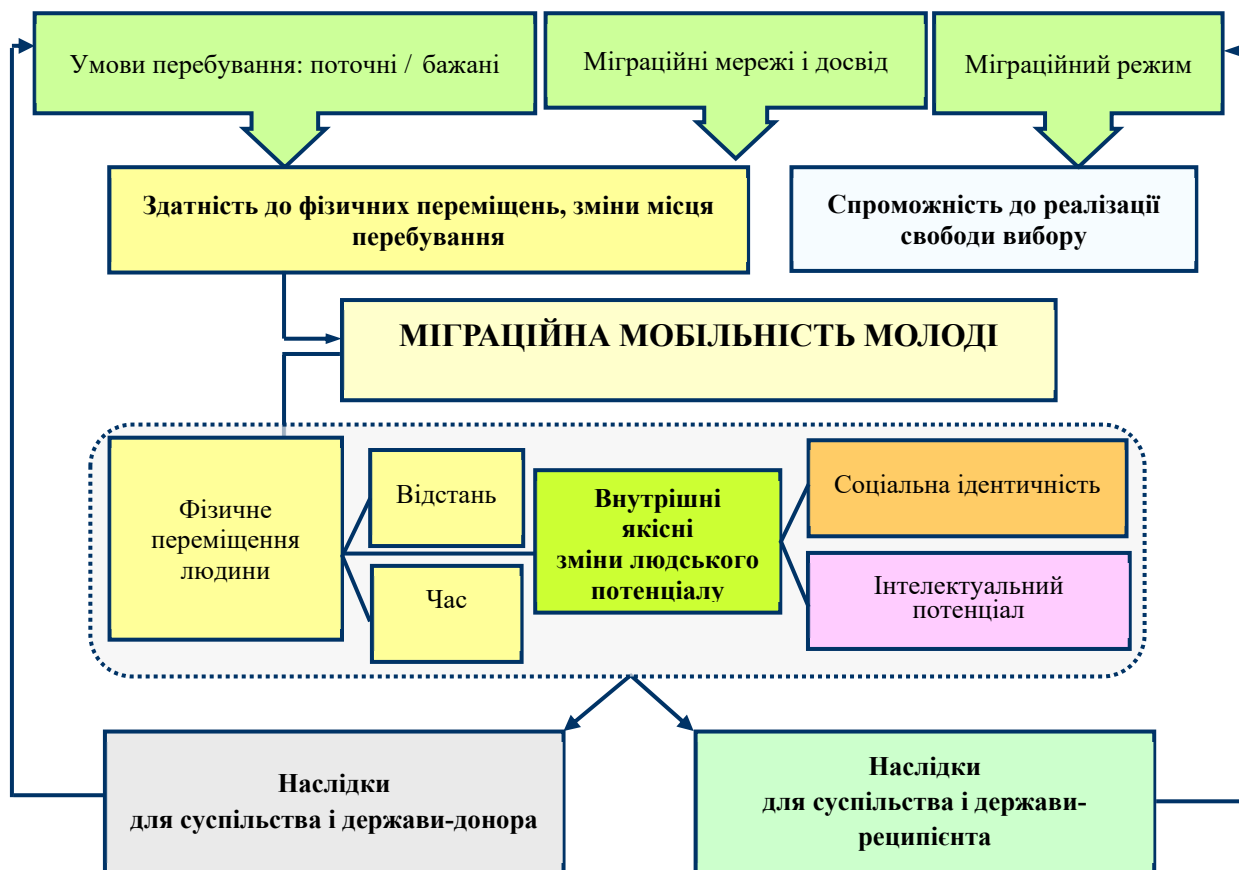 Умови перебування: поточні / бажані
Міграційні мережі і досвід
Міграційний режим
Здатність до фізичних переміщень, зміни місця
перебування
Спроможність до реалізації
свободи вибору
МІГРАЦІЙНА МОБІЛЬНІСТЬ МОЛОДІ
Фізичне
переміщення
людини
Відстань
Час
Внутрішні
якісні
зміни людського
потенціалу
Соціальна ідентичність
Інтелектуальний
потенціал
Наслідки
для суспільства і держави-донора
Наслідки
для суспільства і держави-
реципієнта